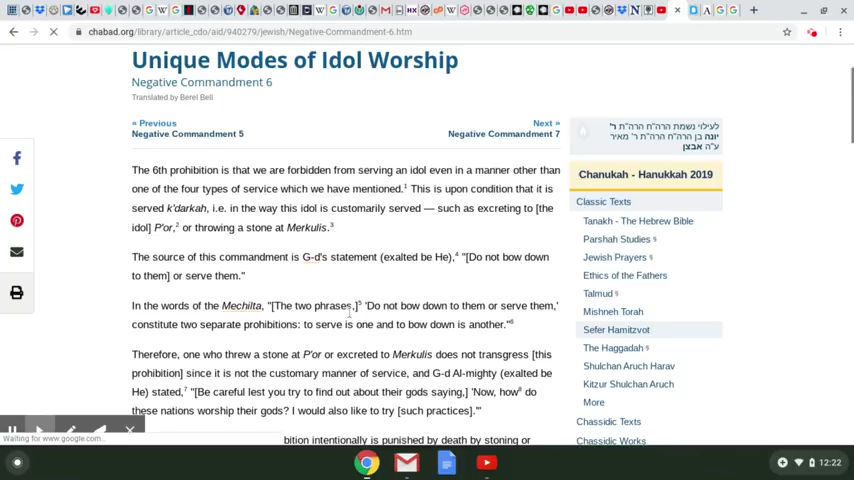 chabad.org/library/article_cdo/aid/940279/jewish/Negative-Commandment-6.htm
Unique Modes of Idol Worship
Negative Commandment 6
Translated by Berel Bell
« Previous
Negative Commandment 5
Next »
Negative Commandment 7
The 6th prohibition is that we are forbidden from serving an idol even in a manner other than
one of the four types of service which we have mentioned.1 This is upon condition that it is
served k'darkah, i.e. in the way this idol is customarily served — such as excreting to [the
idol] P'or,2 or throwing a stone at Merkulis.3
The source of this commandment is G-d's statement (exalted be He),4 "[Do not bow down
to them] or serve them."
In the words of the Mechilta, "[The two phrases,]5 'Do not bow down to them or serve them,'
constitute two separate prohibitions: to serve is one and to bow down is another."6
Therefore, one who threw a stone at P'or or excreted to Merkulis does not transgress [this
prohibition] since it is not the customary manner of service, and G-d Al-mighty (exalted be
He) stated,7 "[Be careful lest you try to find out about their gods saying,] 'Now, how8 do
these nations worship their gods? I would also like to try [such practices].'"
bition intentionally is punished by death by stoning or
לעילוי נשמת הרה"ח הרה"ת ר'
יונה בן הרה"ח הרה"ת ר' מאיר
ע"ה אבצן
Chanukah - Hanukkah 2019
Classic Texts
Tanakh - The Hebrew Bible
Parshah Studies
Jewish Prayers
Ethics of the Fathers
Talmud
Mishneh Torah
Sefer Hamitzvot
The Haggadah
Shulchan Aruch Harav
Kitzur Shulchan Aruch
More
Chassidic Texts
Chassidic Works
Waiting for www.google.com...
12:22